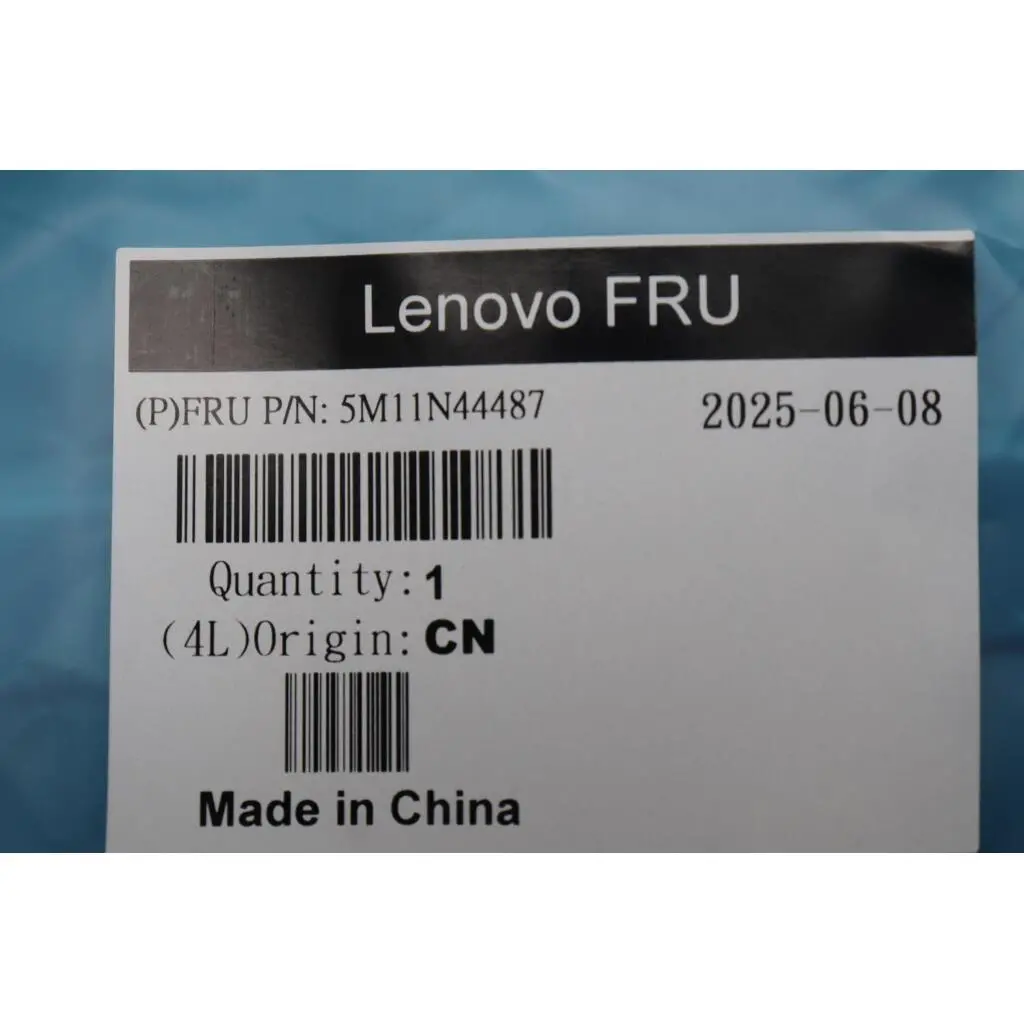 Lenovo FRU
(P)FRU P/N: 5M11N44487 2025-06-08
Quantity: 1
(4L)Origin: CN
Made in China